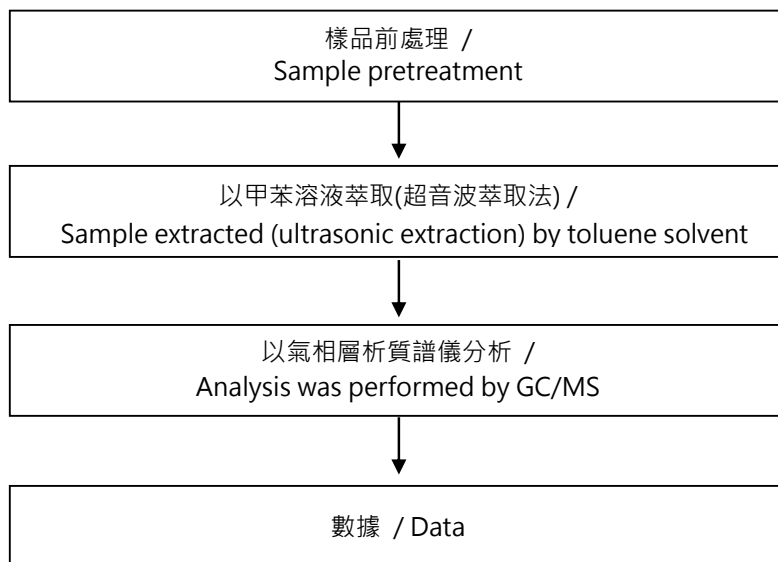 樣品前處理 /
Sample pretreatment
以甲苯溶液萃取(超音波萃取法) /
Sample extracted (ultrasonic extraction) by toluene solvent
以氣相層析質譜儀分析 /
Analysis was performed by GC/MS
數據 / Data